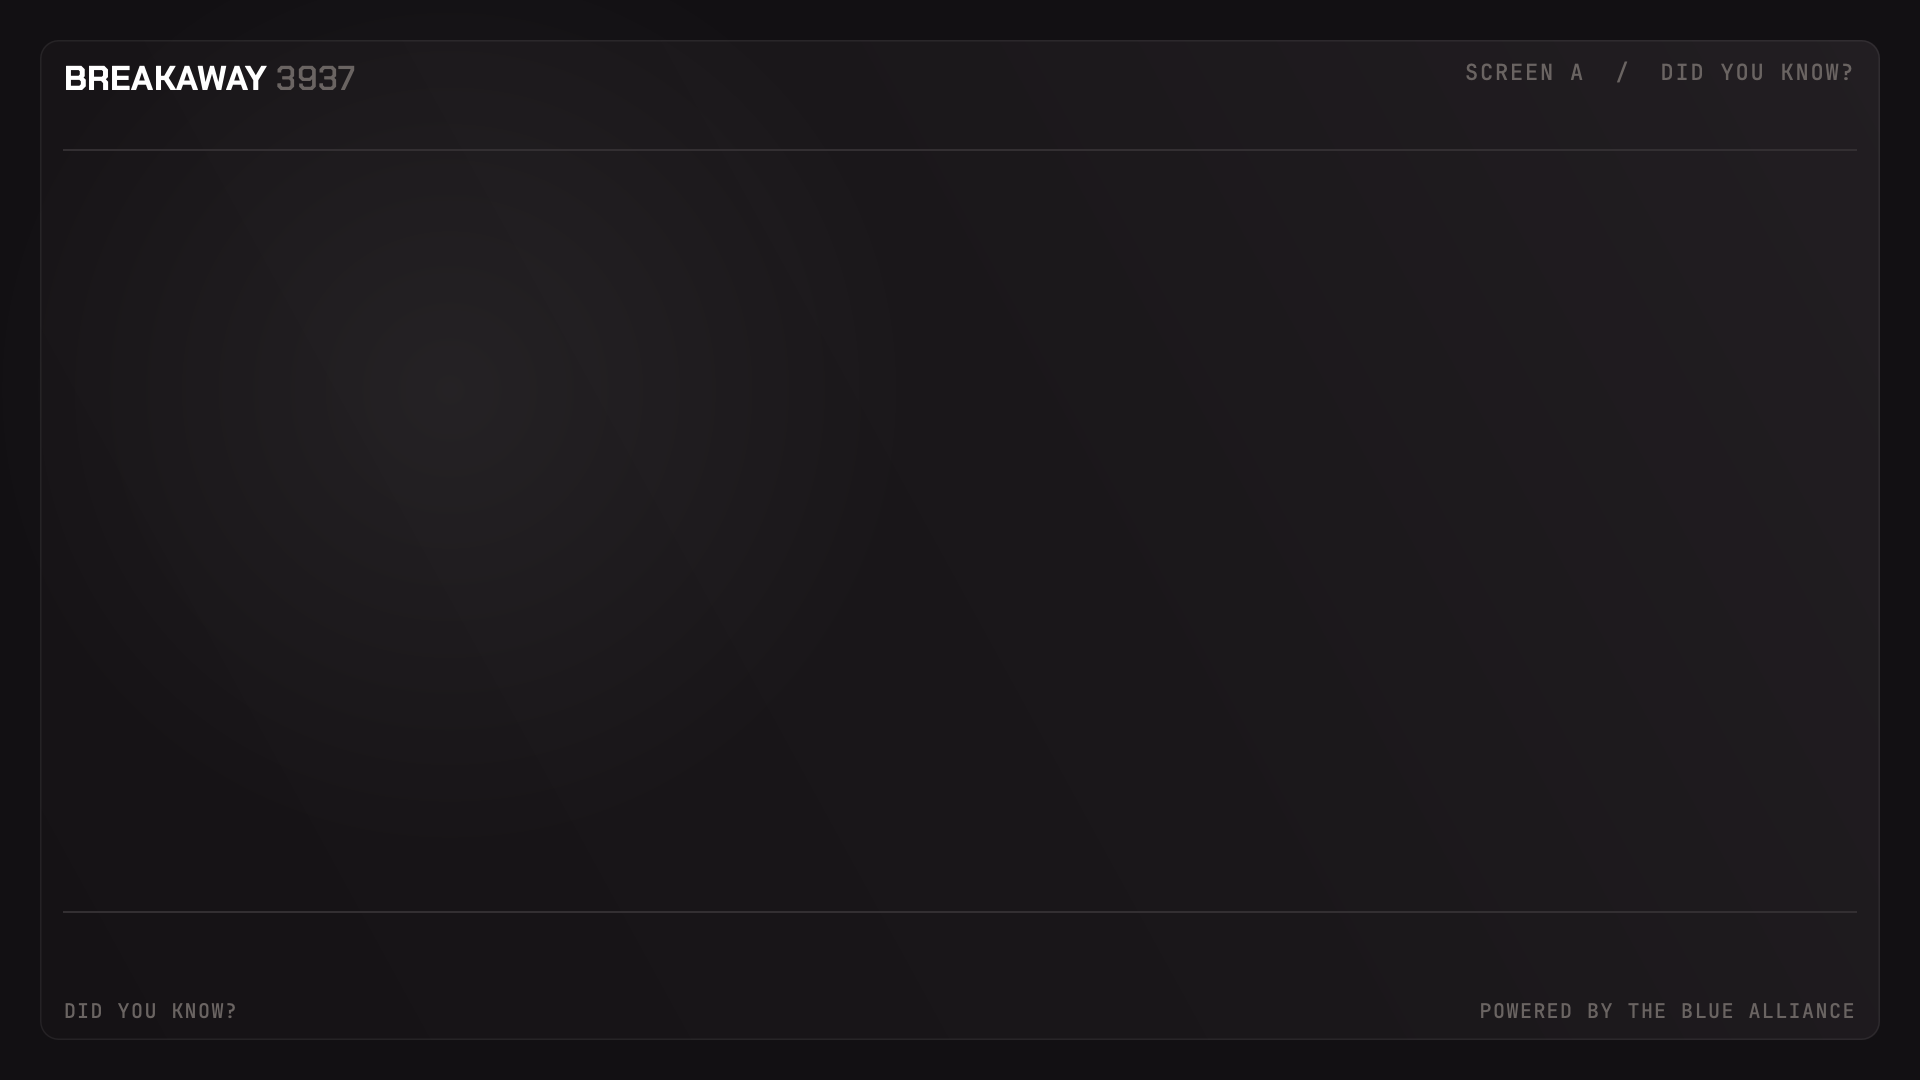 BREAKAWAY 3937
SCREEN A / DID YOU KNOW?
DID YOU KNOW?
POWERED BY THE BLUE ALLIANCE